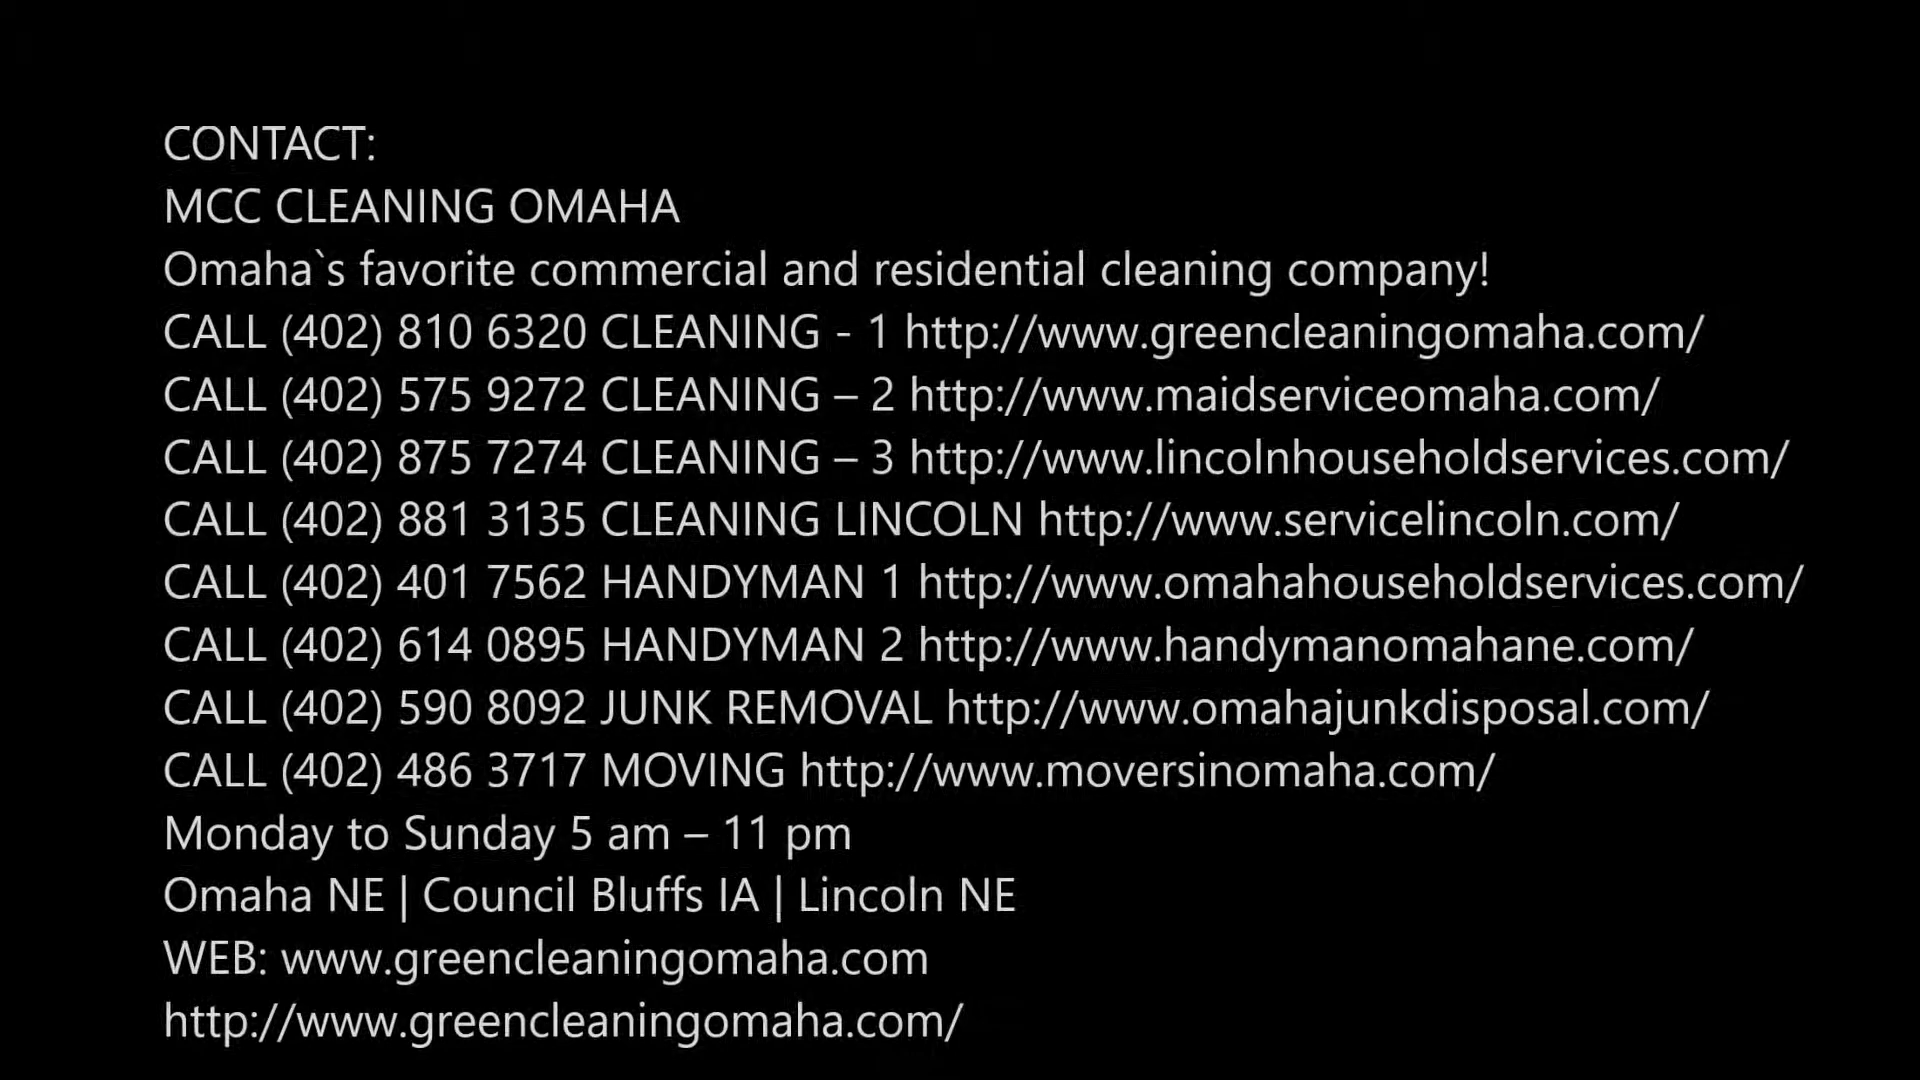 CONTACT:
MCC CLEANING OMAHA
Omaha`s favorite commercial and residential cleaning company!
CALL (402) 810 6320 CLEANING - 1 http://www.greencleaningomaha.com/
CALL (402) 575 9272 CLEANING – 2 http://www.maidserviceomaha.com/
CALL (402) 875 7274 CLEANING – 3 http://www.lincolnhouseholdservices.com/
CALL (402) 881 3135 CLEANING LINCOLN http://www.servicelincoln.com/
CALL (402) 401 7562 HANDYMAN 1 http://www.omahahouseholdservices.com/
CALL (402) 614 0895 HANDYMAN 2 http://www.handymanomahane.com/
CALL (402) 590 8092 JUNK REMOVAL http://www.omahajunkdisposal.com/
CALL (402) 486 3717 MOVING http://www.moversinomaha.com/
Monday to Sunday 5 am – 11 pm
Omaha NE | Council Bluffs IA | Lincoln NE
WEB: www.greencleaningomaha.com
http://www.greencleaningomaha.com/